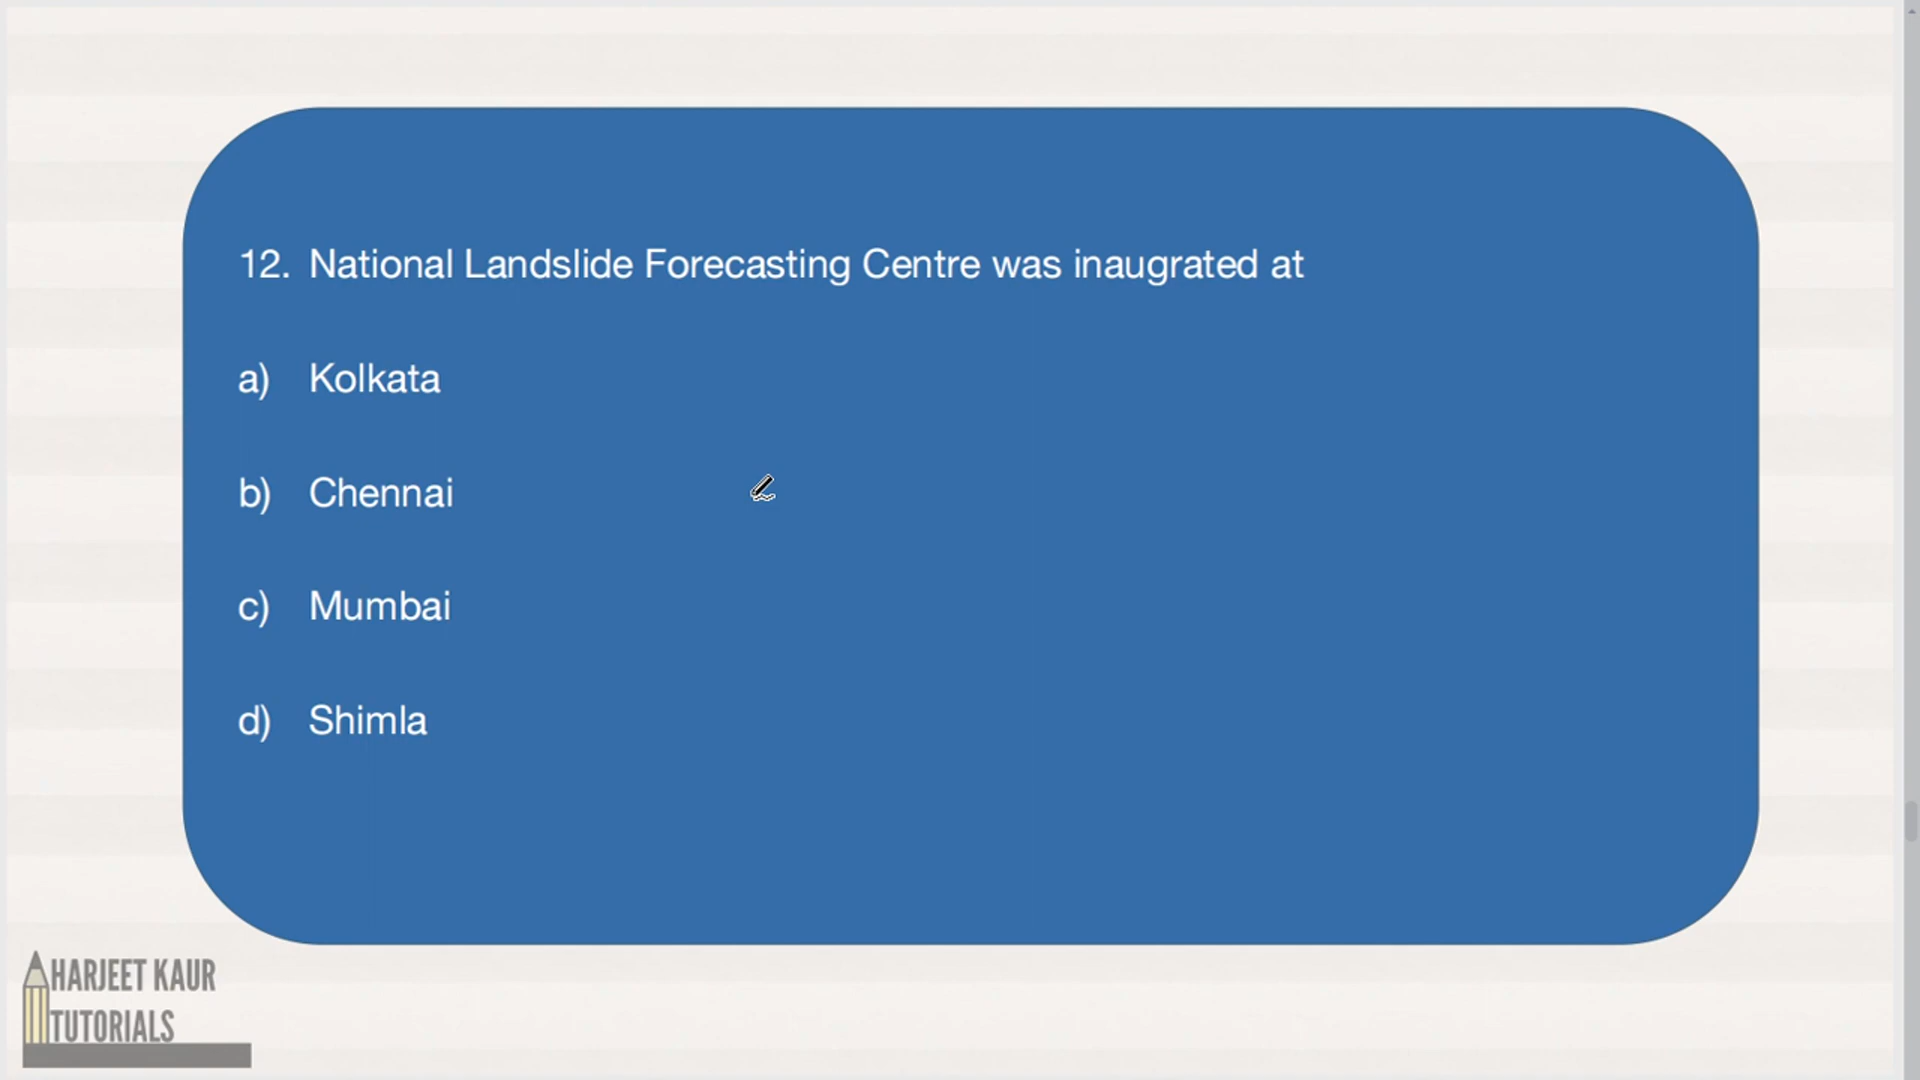 12. National Landslide Forecasting Centre was inaugrated at
a) Kolkata
b) Chennai
c) Mumbai
d) Shimla
HARJEET KAUR
TUTORIALS